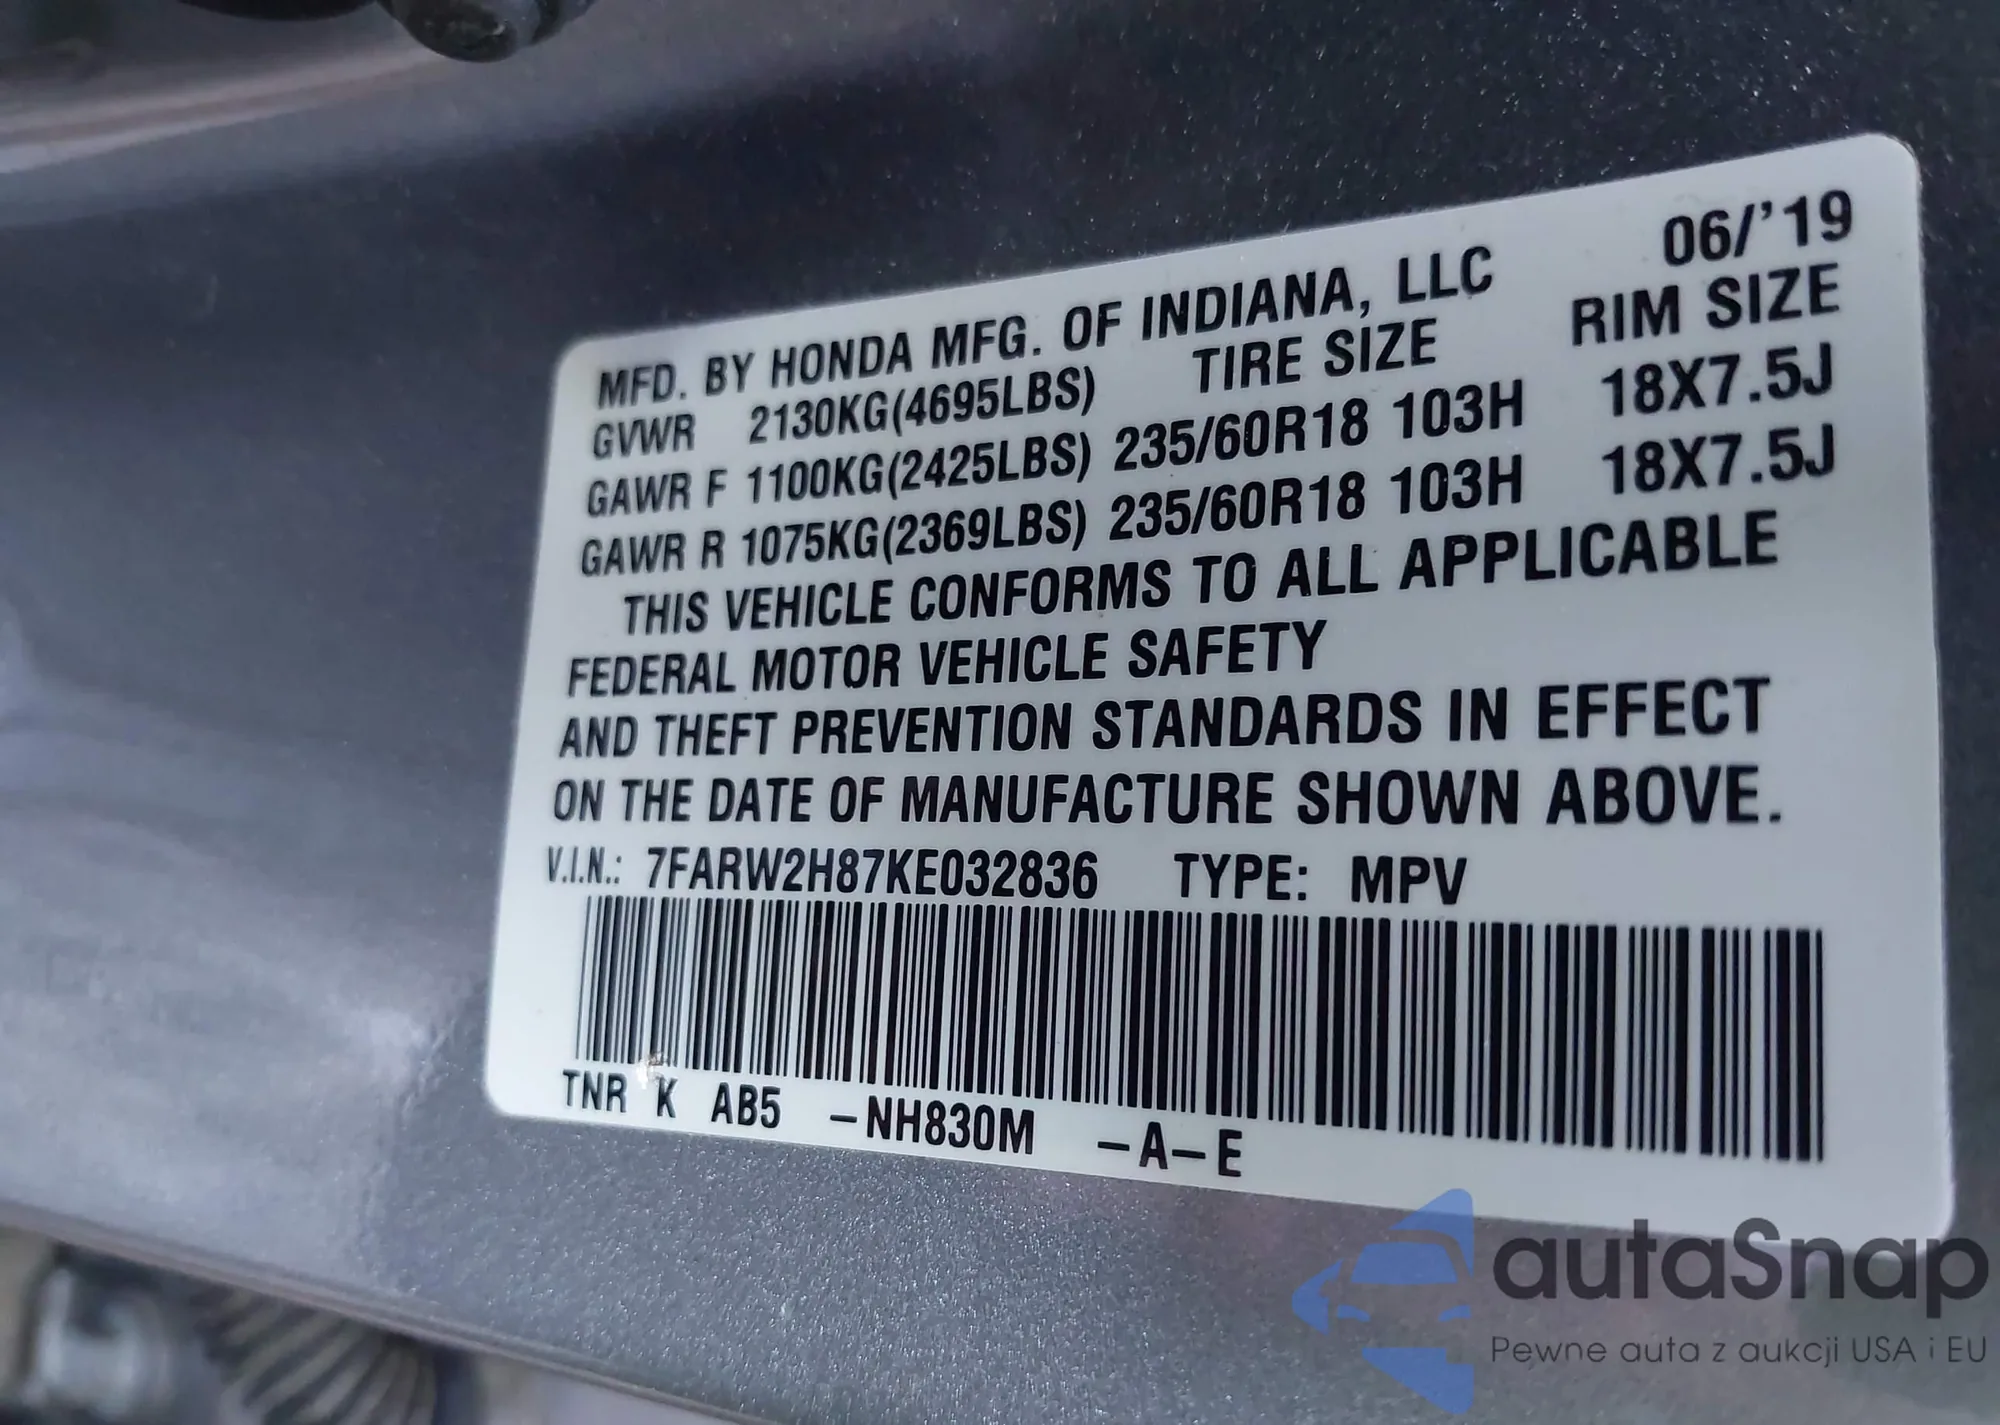 06/'19
MFD. BY HONDA MFG. OF INDIANA, LLC
GVWR 2130KG(4695LBS) TIRE SIZE RIM SIZE
GAWR F 1100KG(2425LBS) 235/60R18 103H 18X7.5J
GAWR R 1075KG(2369LBS) 235/60R18 103H 18X7.5J
THIS VEHICLE CONFORMS TO ALL APPLICABLE
FEDERAL MOTOR VEHICLE SAFETY
AND THEFT PREVENTION STANDARDS IN EFFECT
ON THE DATE OF MANUFACTURE SHOWN ABOVE.
V.I.N.: 7FARW2H87KE032836 TYPE: MPV
TNR K AB5 –NH830M –A–E
autaSnap
Pewne auta z aukcji USA i EU